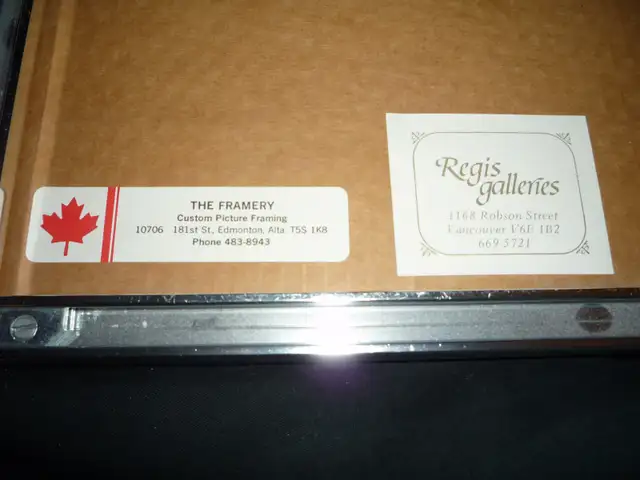 THE FRAMERY
Custom Picture Framing
10706 181st St, Edmonton, Alta T5S 1K8
Phone 483-8943
Regis
galleries
1168 Robson Street
Vancouver V6E 1B2
669 5721